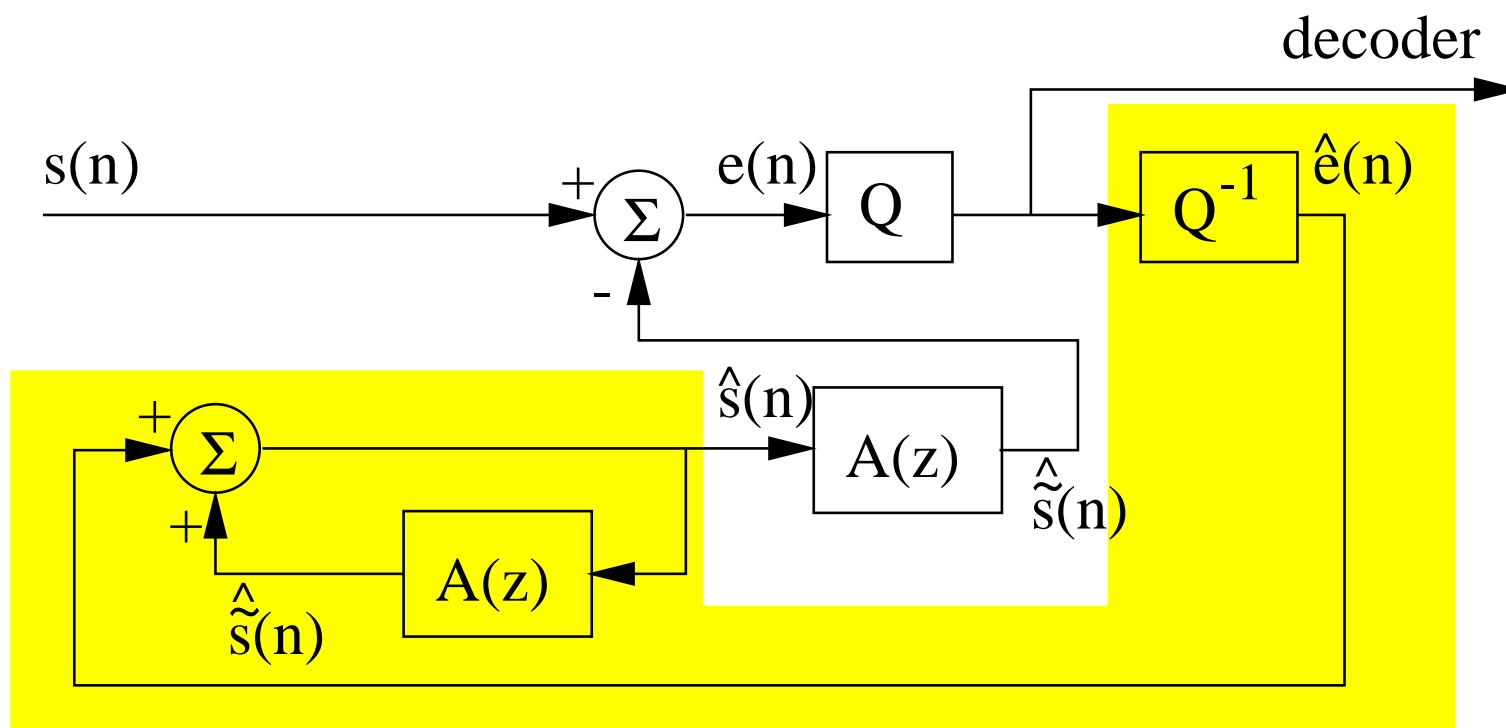 decoder
s(n)
+
Σ
-
e(n)
Q
Q⁻¹
ê(n)
+
Σ
+
ŝ(n)
A(z)
s̃̂(n)
A(z)
s̃̂(n)